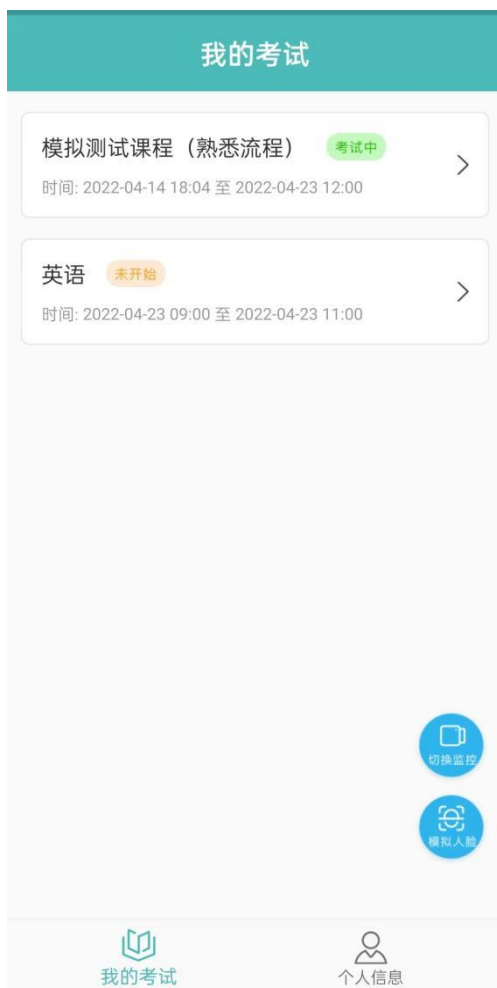 我的考试
模拟测试课程（熟悉流程） 考试中
时间: 2022-04-14 18:04 至 2022-04-23 12:00
英语 未开始
时间: 2022-04-23 09:00 至 2022-04-23 11:00
切换监控
模拟人脸
我的考试 个人信息